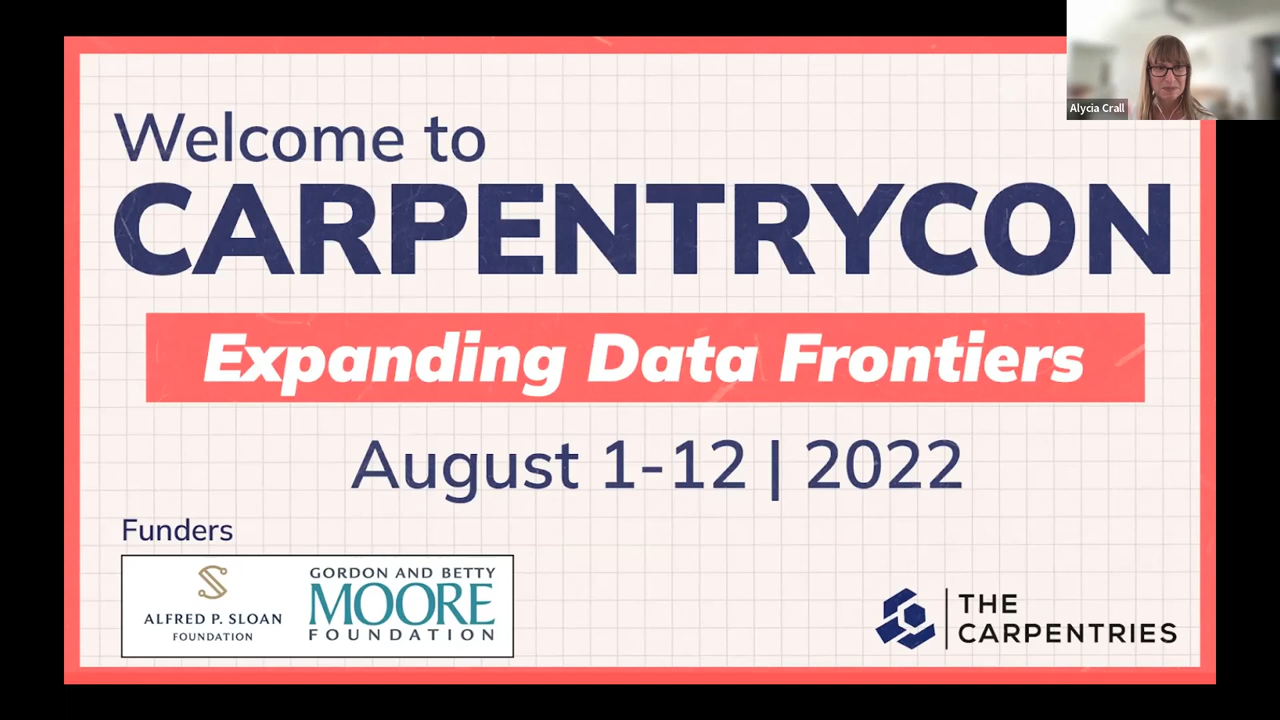 Welcome to
CARPENTRYCON
Expanding Data Frontiers
August 1-12 | 2022
Funders
ALFRED P. SLOAN
FOUNDATION
GORDON AND BETTY
MOORE
FOUNDATION
THE
CARPENTRIES
Alycia Crall